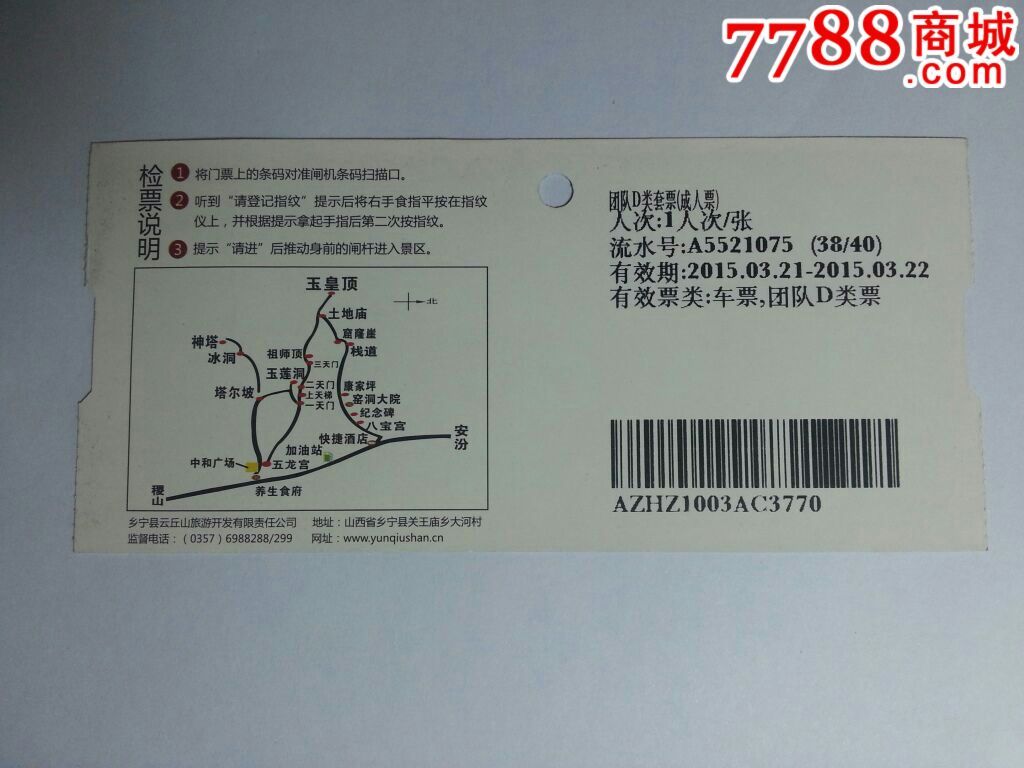 7788商城
.com
检票说明
1 将门票上的条码对准闸机条码扫描口。
2 听到“请登记指纹”提示后将右手食指平按在指纹
仪上，并根据提示拿起手指后第二次按指纹。
3 提示“请进”后推动身前的闸杆进入景区。
玉皇顶
北
土地庙
神塔
窟窿崖
冰洞
祖师顶
栈道
三天门
玉莲洞
塔尔坡
二天门
康家坪
上天梯
窑洞大院
一天门
纪念碑
八宝宫
快捷酒店
安汾
加油站
中和广场
五龙宫
养生食府
稷山
乡宁县云丘山旅游开发有限责任公司 地址：山西省乡宁县关王庙乡大河村
监督电话：（0357）6988288/299 网址：www.yunqiushan.cn
团队D类套票(成人票)
人次:1人次/张
流水号:A5521075 (38/40)
有效期:2015.03.21-2015.03.22
有效票类:车票,团队D类票
AZHZ1003AC3770